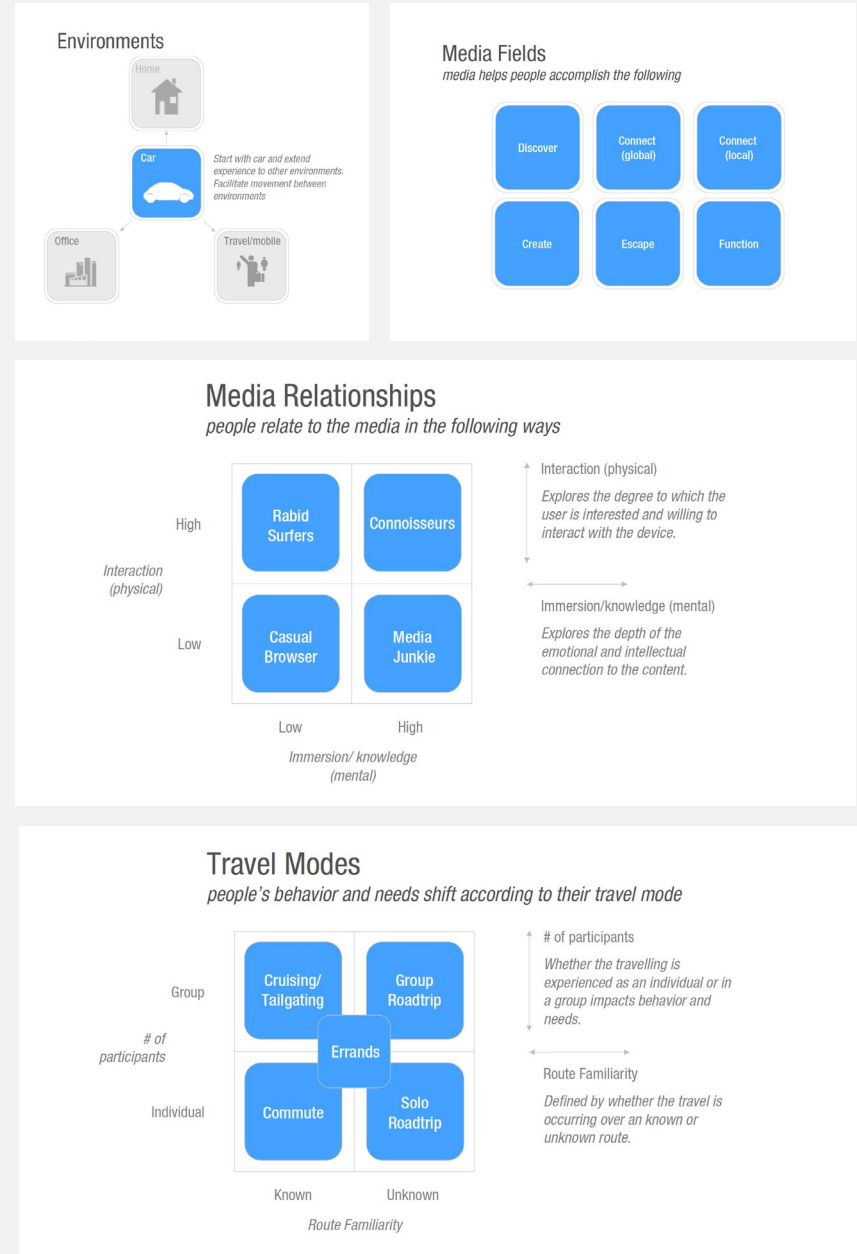 Environments
Home
Car
Start with car and extend
experience to other environments.
Facilitate movement between
environments
Office
Travel/mobile
Media Fields
media helps people accomplish the following
Discover
Connect
(global)
Connect
(local)
Create
Escape
Function
Media Relationships
people relate to the media in the following ways
High
Interaction
(physical)
Low
Rabid
Surfers
Connoisseurs
Casual
Browser
Media
Junkie
Low
High
Immersion/ knowledge
(mental)
Interaction (physical)
Explores the degree to which the
user is interested and willing to
interact with the device.
Immersion/knowledge (mental)
Explores the depth of the
emotional and intellectual
connection to the content.
Travel Modes
people's behavior and needs shift according to their travel mode
Group
# of
participants
Individual
Cruising/
Tailgating
Group
Roadtrip
Errands
Commute
Solo
Roadtrip
Known
Unknown
Route Familiarity
# of participants
Whether the travelling is
experienced as an individual or in
a group impacts behavior and
needs.
Route Familiarity
Defined by whether the travel is
occurring over an known or
unknown route.